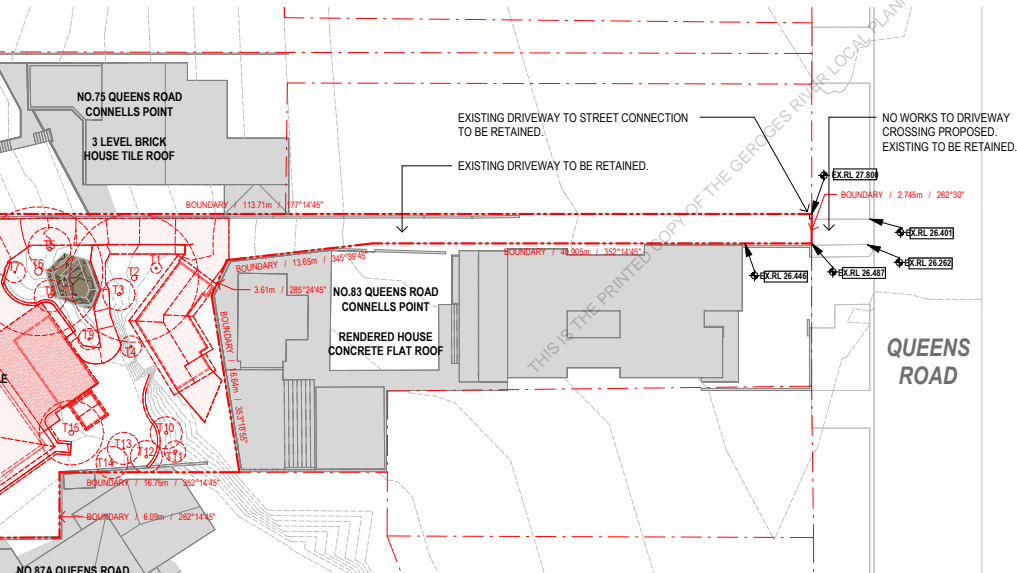 NO.75 QUEENS ROAD
CONNELLS POINT
3 LEVEL BRICK
HOUSE TILE ROOF
EXISTING DRIVEWAY TO STREET CONNECTION
TO BE RETAINED.
EXISTING DRIVEWAY TO BE RETAINED.
NO WORKS TO DRIVEWAY
CROSSING PROPOSED.
EXISTING TO BE RETAINED.
THIS IS THE PRINTED COPY OF THE GEROGES RIVER LOCAL PLANN
EX.RL 27.800
BOUNDARY / 2.745m / 262°30"
BOUNDARY / 113.71m / 177°14'45"
EX.RL 26.401
EX.RL 26.262
EX.RL 26.487
EX.RL 26.446
BOUNDARY / 40.905m / 352°14'45"
BOUNDARY / 13.65m / 345°39'45"
3.61m / 285°24'45"
NO.83 QUEENS ROAD
CONNELLS POINT
RENDERED HOUSE
CONCRETE FLAT ROOF
BOUNDARY / 16.64m / 353°18'55"
QUEENS
ROAD
T5
T7
T6
T2
T1
T8
T3
T9
T4
LE
T15
T10
T13
T12
T11
T14
BOUNDARY / 16.75m / 352°14'45"
BOUNDARY / 6.09m / 262°14'45"
NO.87A QUEENS ROAD